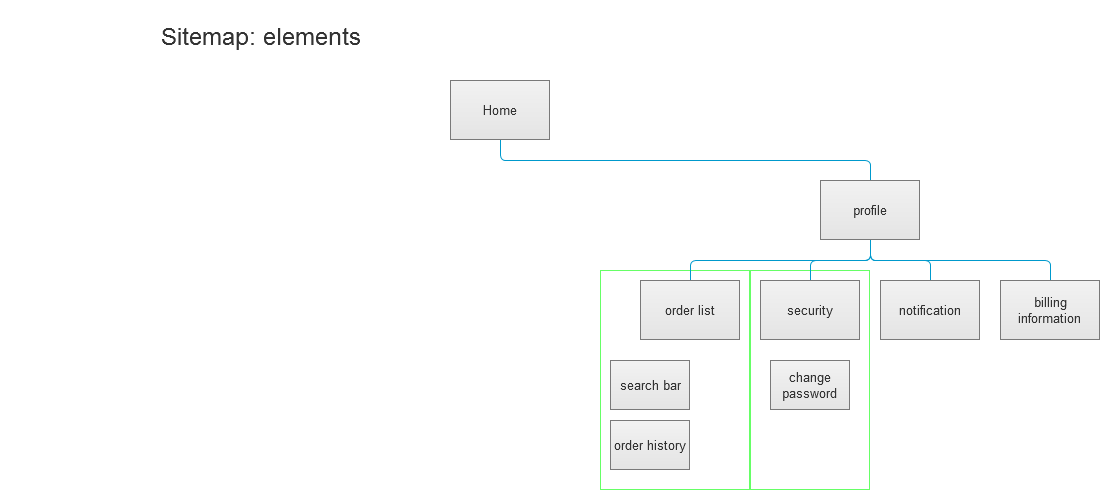 Sitemap: elements
Home
profile
order list
security
notification
billing
information
search bar
change
password
order history